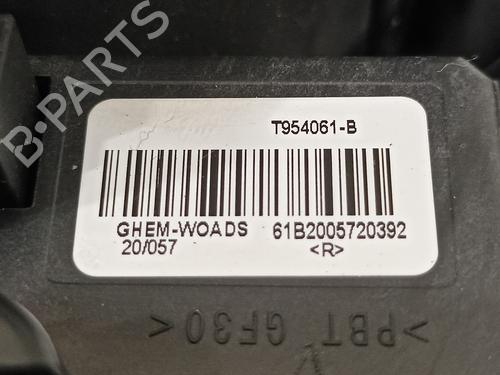 B-PARTS
T954061-B
GHEM-WOADS 61B2005720392
20/057 <R>
>PBT GF30<